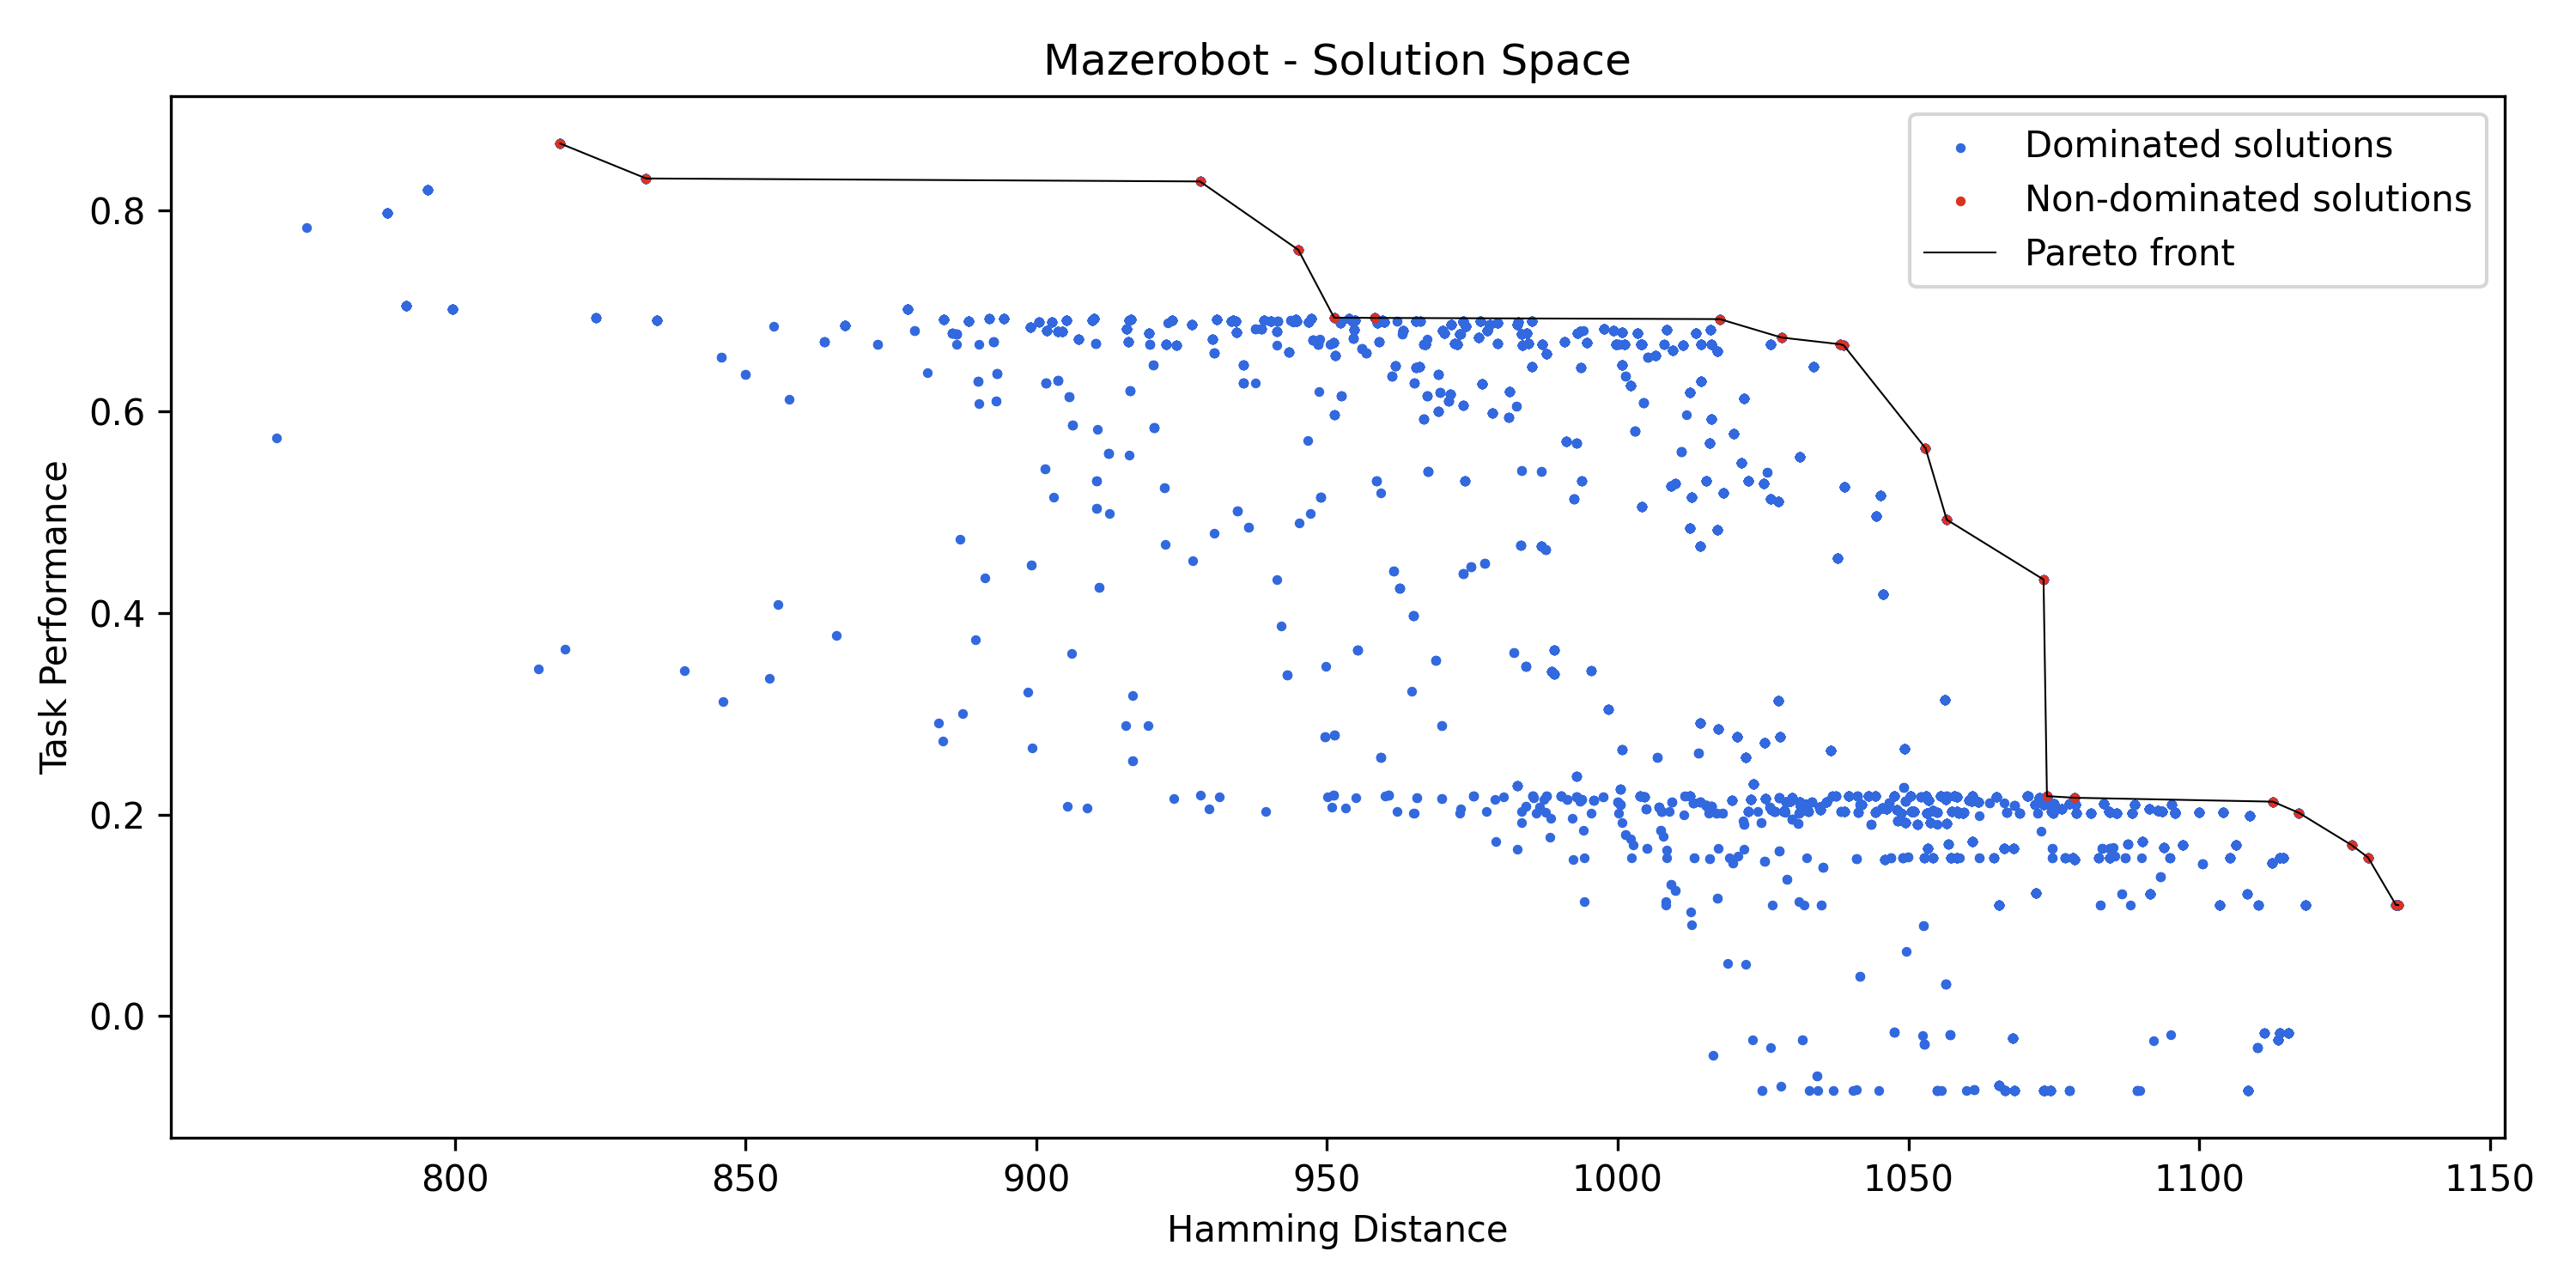 Mazerobot - Solution Space
Dominated solutions
Non-dominated solutions
Pareto front
Task Performance
0.8
0.6
0.4
0.2
0.0
800 850 900 950 1000 1050 1100 1150
Hamming Distance